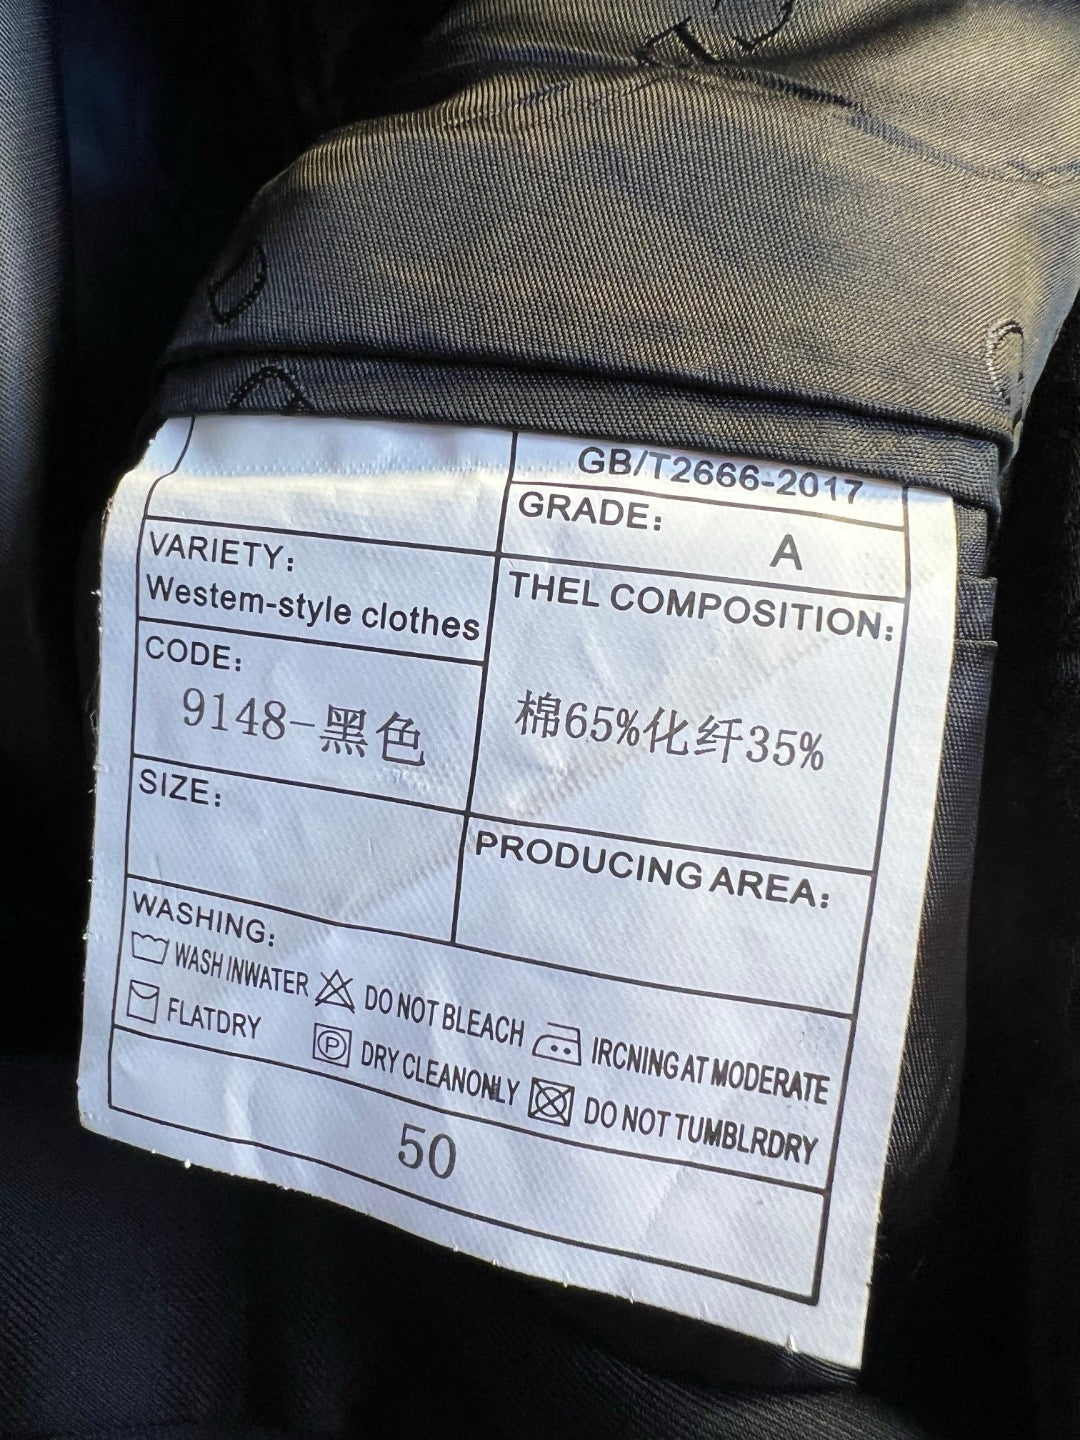 GB/T2666-2017
GRADE:
A
VARIETY:
Westem-style clothes
THEL COMPOSITION:
棉65%化纤35%
CODE:
9148-黑色
SIZE:
PRODUCING AREA:
WASHING:
WASH INWATER DO NOT BLEACH IRCNING AT MODERATE
FLATDRY P DRY CLEANONLY DO NOT TUMBLRDRY
50